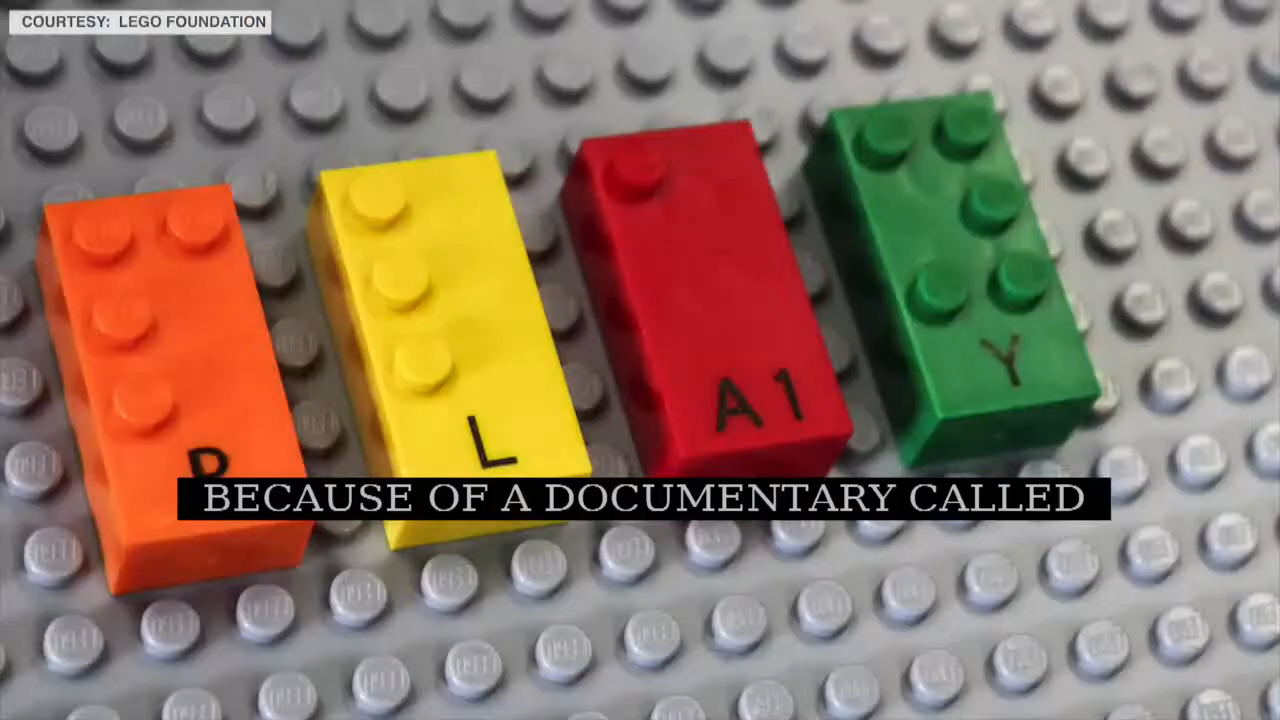 COURTESY: LEGO FOUNDATION
P L A1 Y
BECAUSE OF A DOCUMENTARY CALLED